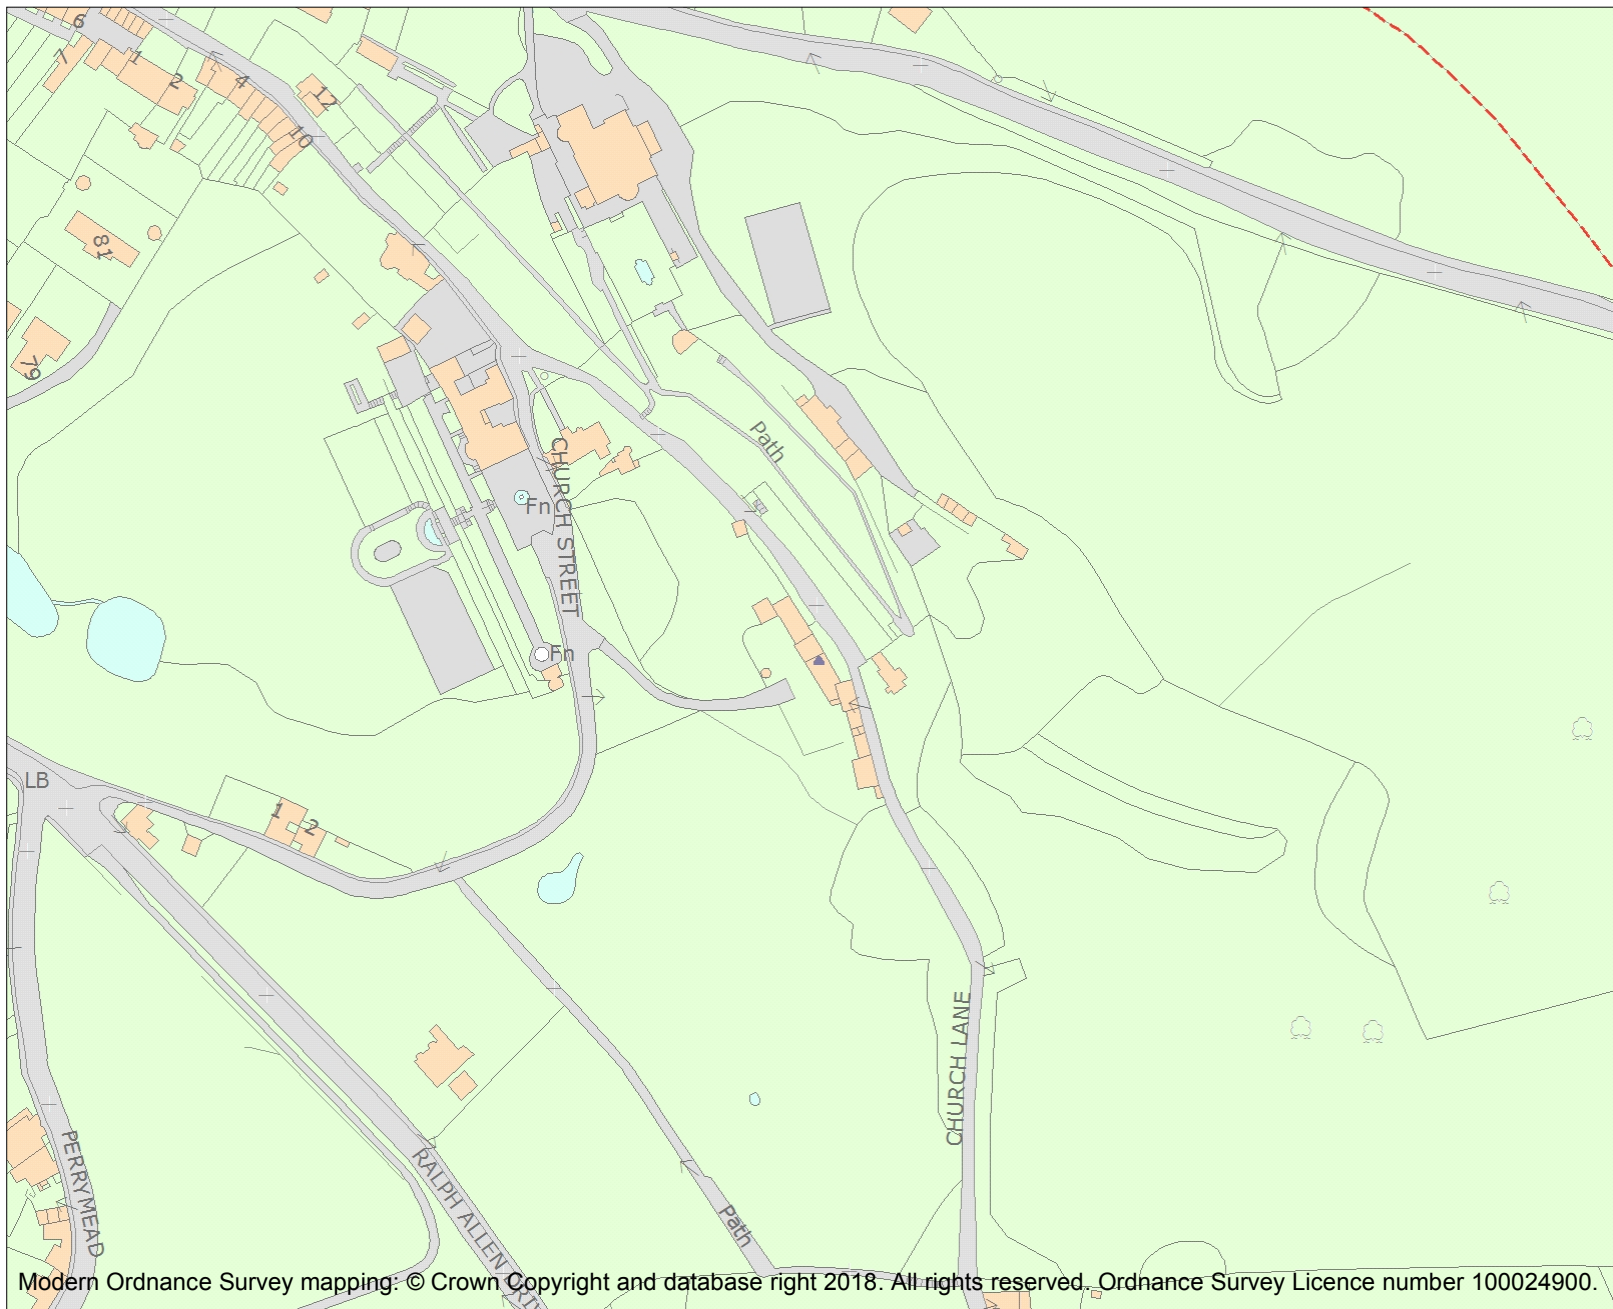 6
7
1
2
4
12
10
81
79
Path
CHURCH STREET
Fn
Fn
LB
1
2
CHURCH LANE
PERRYMEAD
RALPH ALLEN
Path
Modern Ordnance Survey mapping: © Crown Copyright and database right 2018. All rights reserved. Ordnance Survey Licence number 100024900.